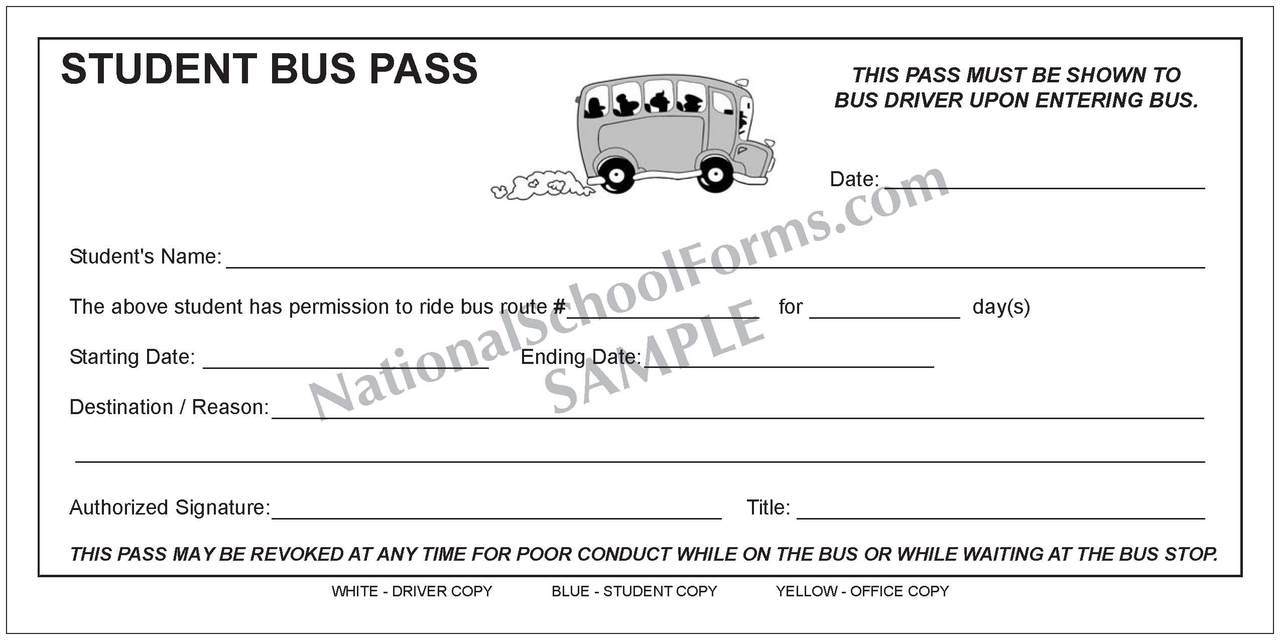 STUDENT BUS PASS
THIS PASS MUST BE SHOWN TO
BUS DRIVER UPON ENTERING BUS.
Date:
Student's Name:
The above student has permission to ride bus route # for day(s)
Starting Date: Ending Date:
Destination / Reason:
Authorized Signature: Title:
THIS PASS MAY BE REVOKED AT ANY TIME FOR POOR CONDUCT WHILE ON THE BUS OR WHILE WAITING AT THE BUS STOP.
WHITE - DRIVER COPY BLUE - STUDENT COPY YELLOW - OFFICE COPY
NationalSchoolForms.com
SAMPLE